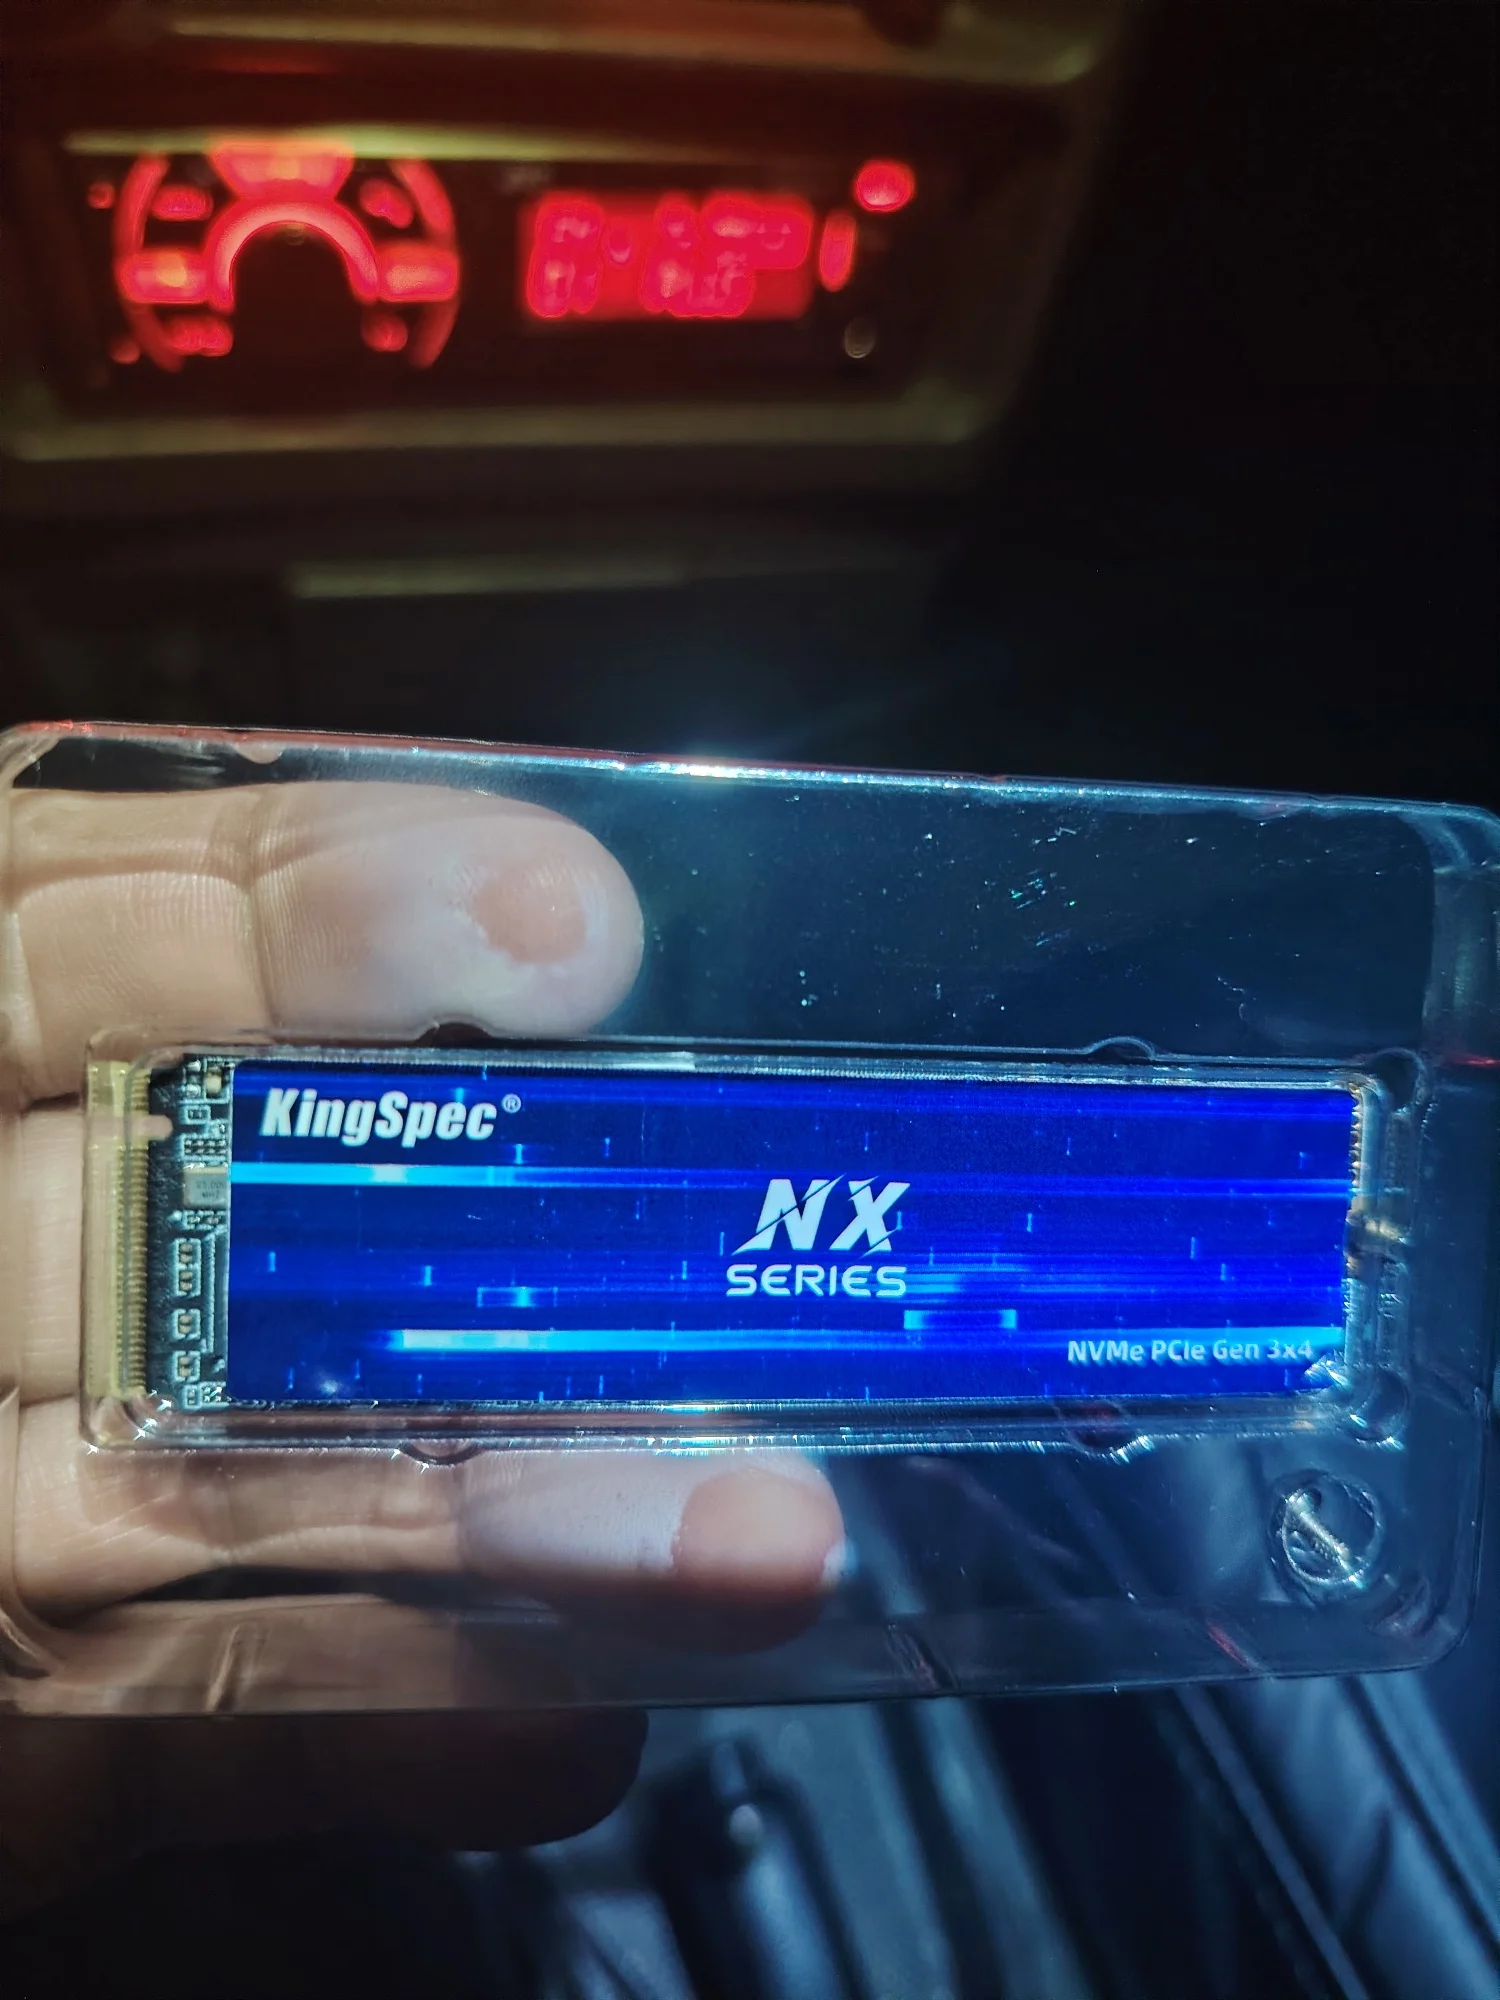 KingSpec®
NX
SERIES
NVMe PCIe Gen 3x4